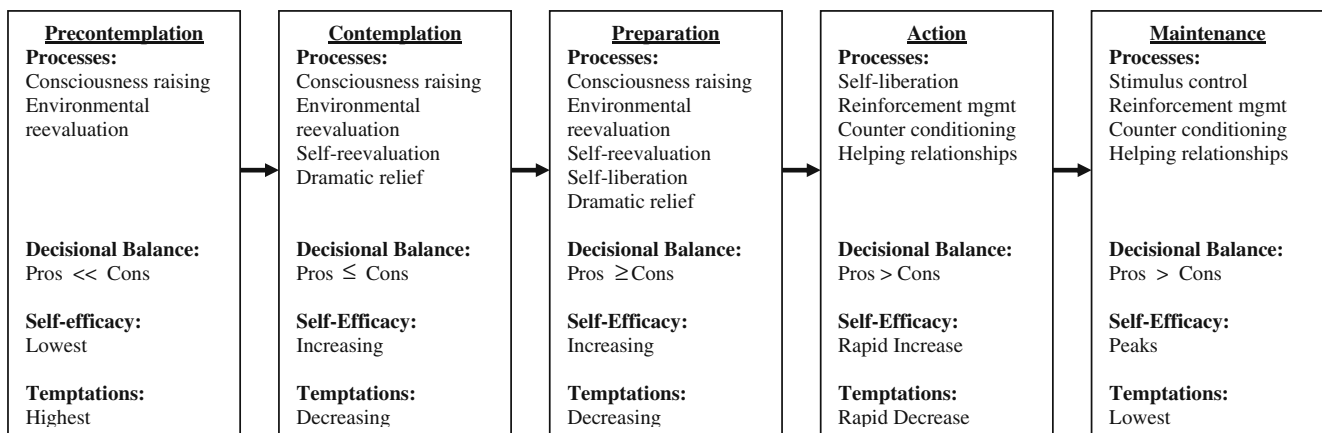 Precontemplation
Processes:
Consciousness raising
Environmental
reevaluation
Decisional Balance:
Pros << Cons
Self-efficacy:
Lowest
Temptations:
Highest
Contemplation
Processes:
Consciousness raising
Environmental
reevaluation
Self-reevaluation
Dramatic relief
Decisional Balance:
Pros ≤ Cons
Self-Efficacy:
Increasing
Temptations:
Decreasing
Preparation
Processes:
Consciousness raising
Environmental
reevaluation
Self-reevaluation
Self-liberation
Dramatic relief
Decisional Balance:
Pros ≥Cons
Self-Efficacy:
Increasing
Temptations:
Decreasing
Action
Processes:
Self-liberation
Reinforcement mgmt
Counter conditioning
Helping relationships
Decisional Balance:
Pros > Cons
Self-Efficacy:
Rapid Increase
Temptations:
Rapid Decrease
Maintenance
Processes:
Stimulus control
Reinforcement mgmt
Counter conditioning
Helping relationships
Decisional Balance:
Pros > Cons
Self-Efficacy:
Peaks
Temptations:
Lowest